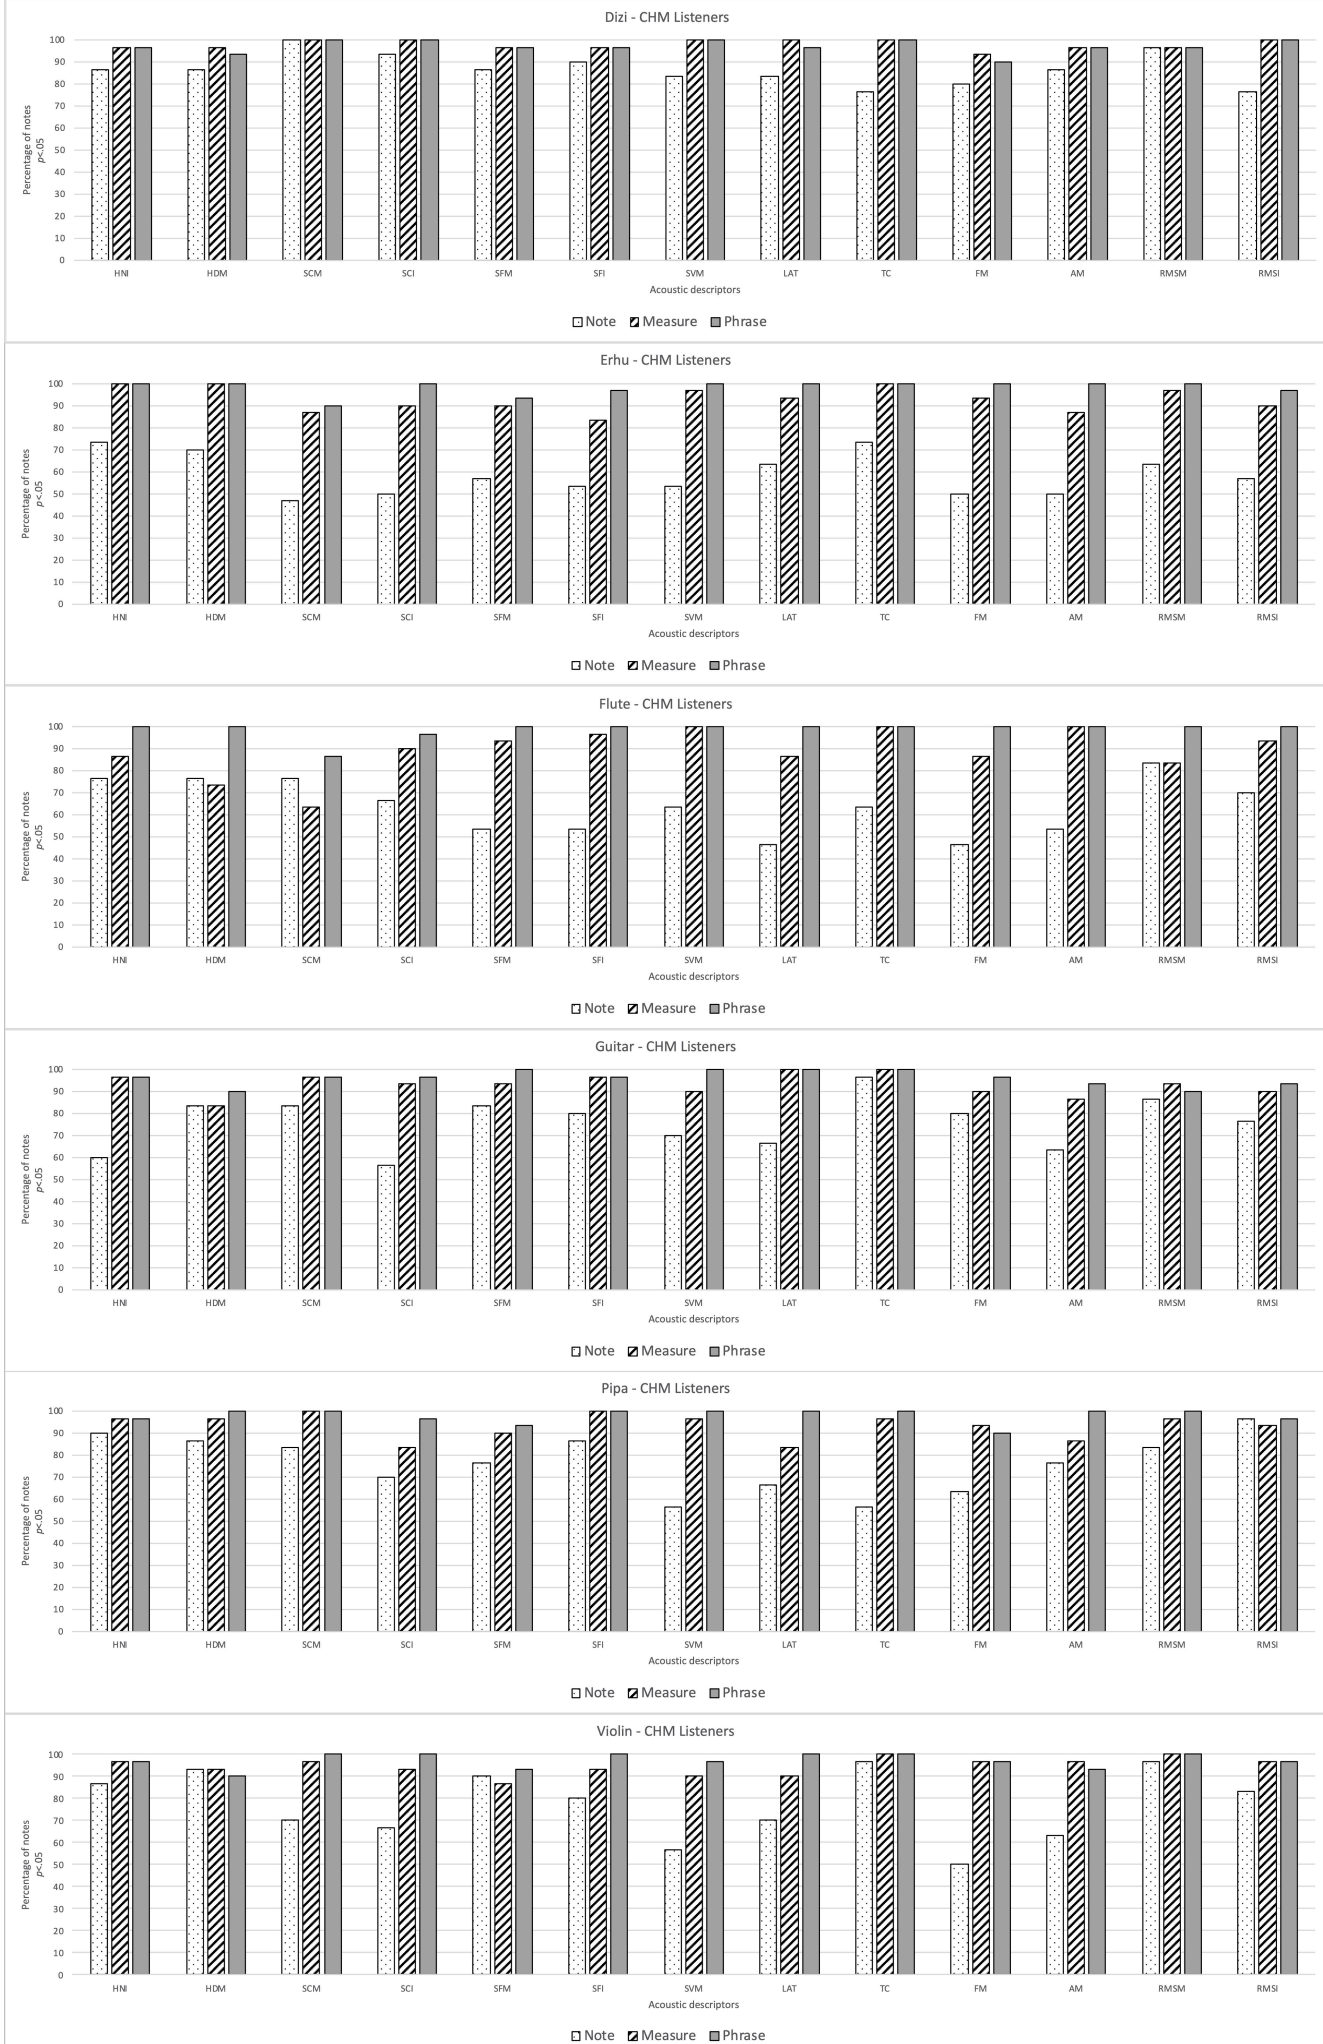 Dizi - CHM Listeners
Percentage of notes
p<.05
100
90
80
70
60
50
40
30
20
10
0
HNI HDM SCM SCI SFM SFI SVM LAT TC FM AM RMSM RMSI
Acoustic descriptors
Note Measure Phrase
Erhu - CHM Listeners
Percentage of notes
p<.05
100
90
80
70
60
50
40
30
20
10
0
HNI HDM SCM SCI SFM SFI SVM LAT TC FM AM RMSM RMSI
Acoustic descriptors
Note Measure Phrase
Flute - CHM Listeners
Percentage of notes
p<.05
100
90
80
70
60
50
40
30
20
10
0
HNI HDM SCM SCI SFM SFI SVM LAT TC FM AM RMSM RMSI
Acoustic descriptors
Note Measure Phrase
Guitar - CHM Listeners
Percentage of notes
p<.05
100
90
80
70
60
50
40
30
20
10
0
HNI HDM SCM SCI SFM SFI SVM LAT TC FM AM RMSM RMSI
Acoustic descriptors
Note Measure Phrase
Pipa - CHM Listeners
Percentage of notes
p<.05
100
90
80
70
60
50
40
30
20
10
0
HNI HDM SCM SCI SFM SFI SVM LAT TC FM AM RMSM RMSI
Acoustic descriptors
Note Measure Phrase
Violin - CHM Listeners
Percentage of notes
p<.05
100
90
80
70
60
50
40
30
20
10
0
HNI HDM SCM SCI SFM SFI SVM LAT TC FM AM RMSM RMSI
Acoustic descriptors
Note Measure Phrase